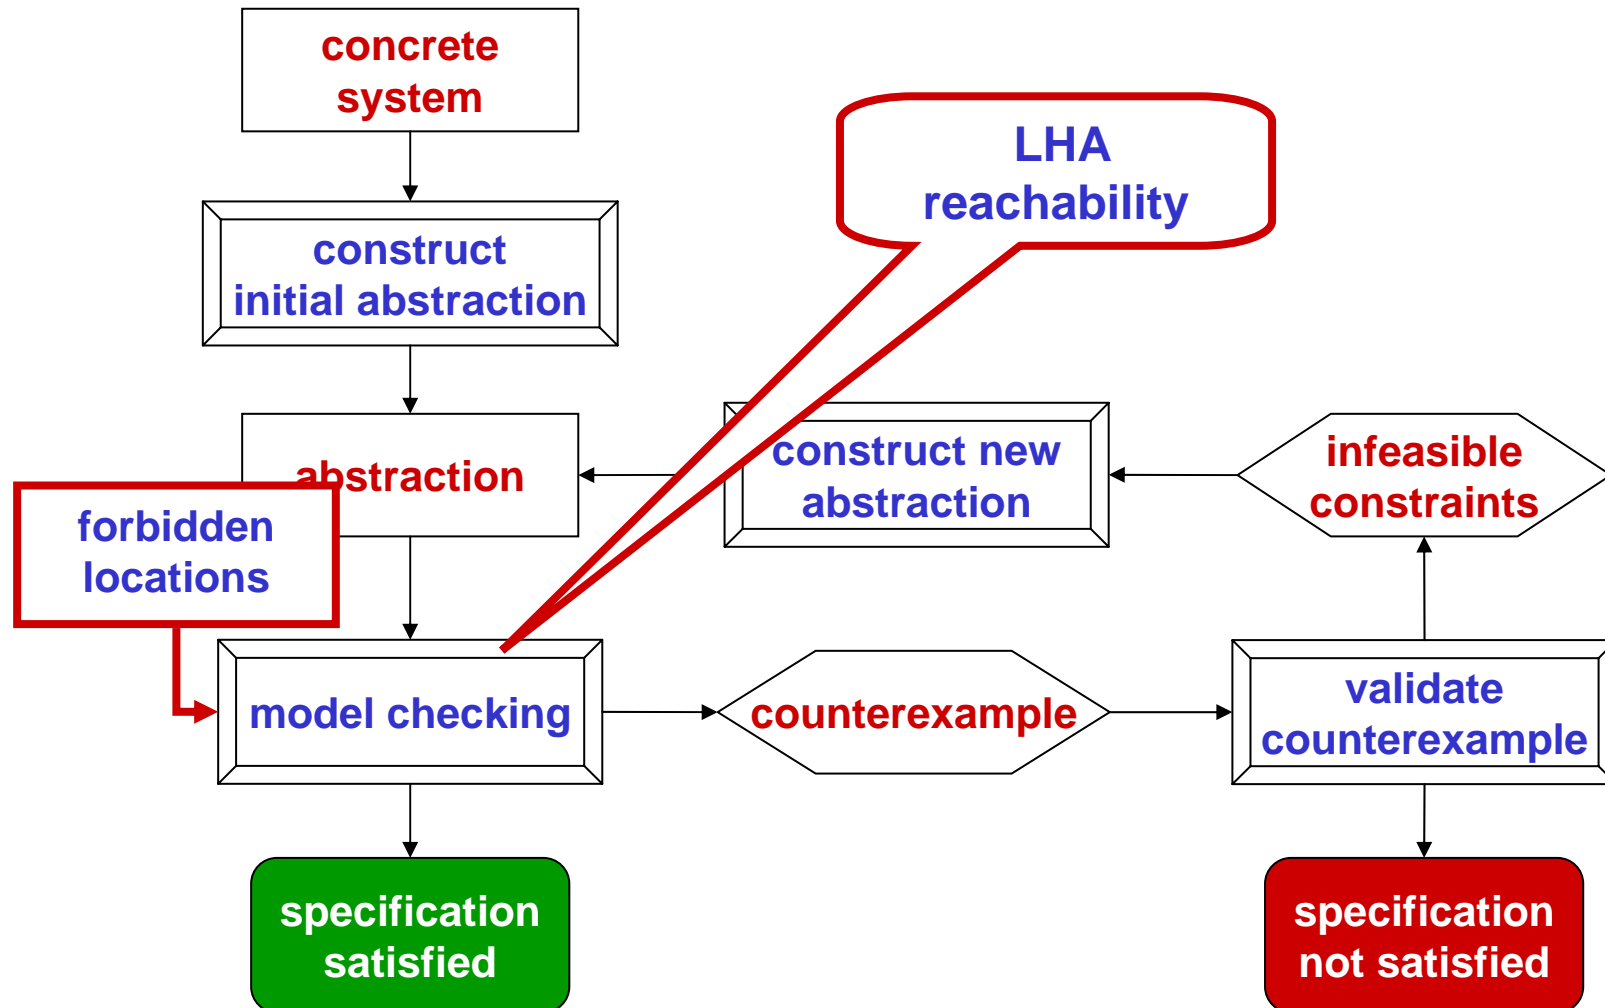 concrete
system
LHA
reachability
construct
initial abstraction
abstraction
construct new
abstraction
infeasible
constraints
forbidden
locations
model checking
counterexample
validate
counterexample
specification
satisfied
specification
not satisfied